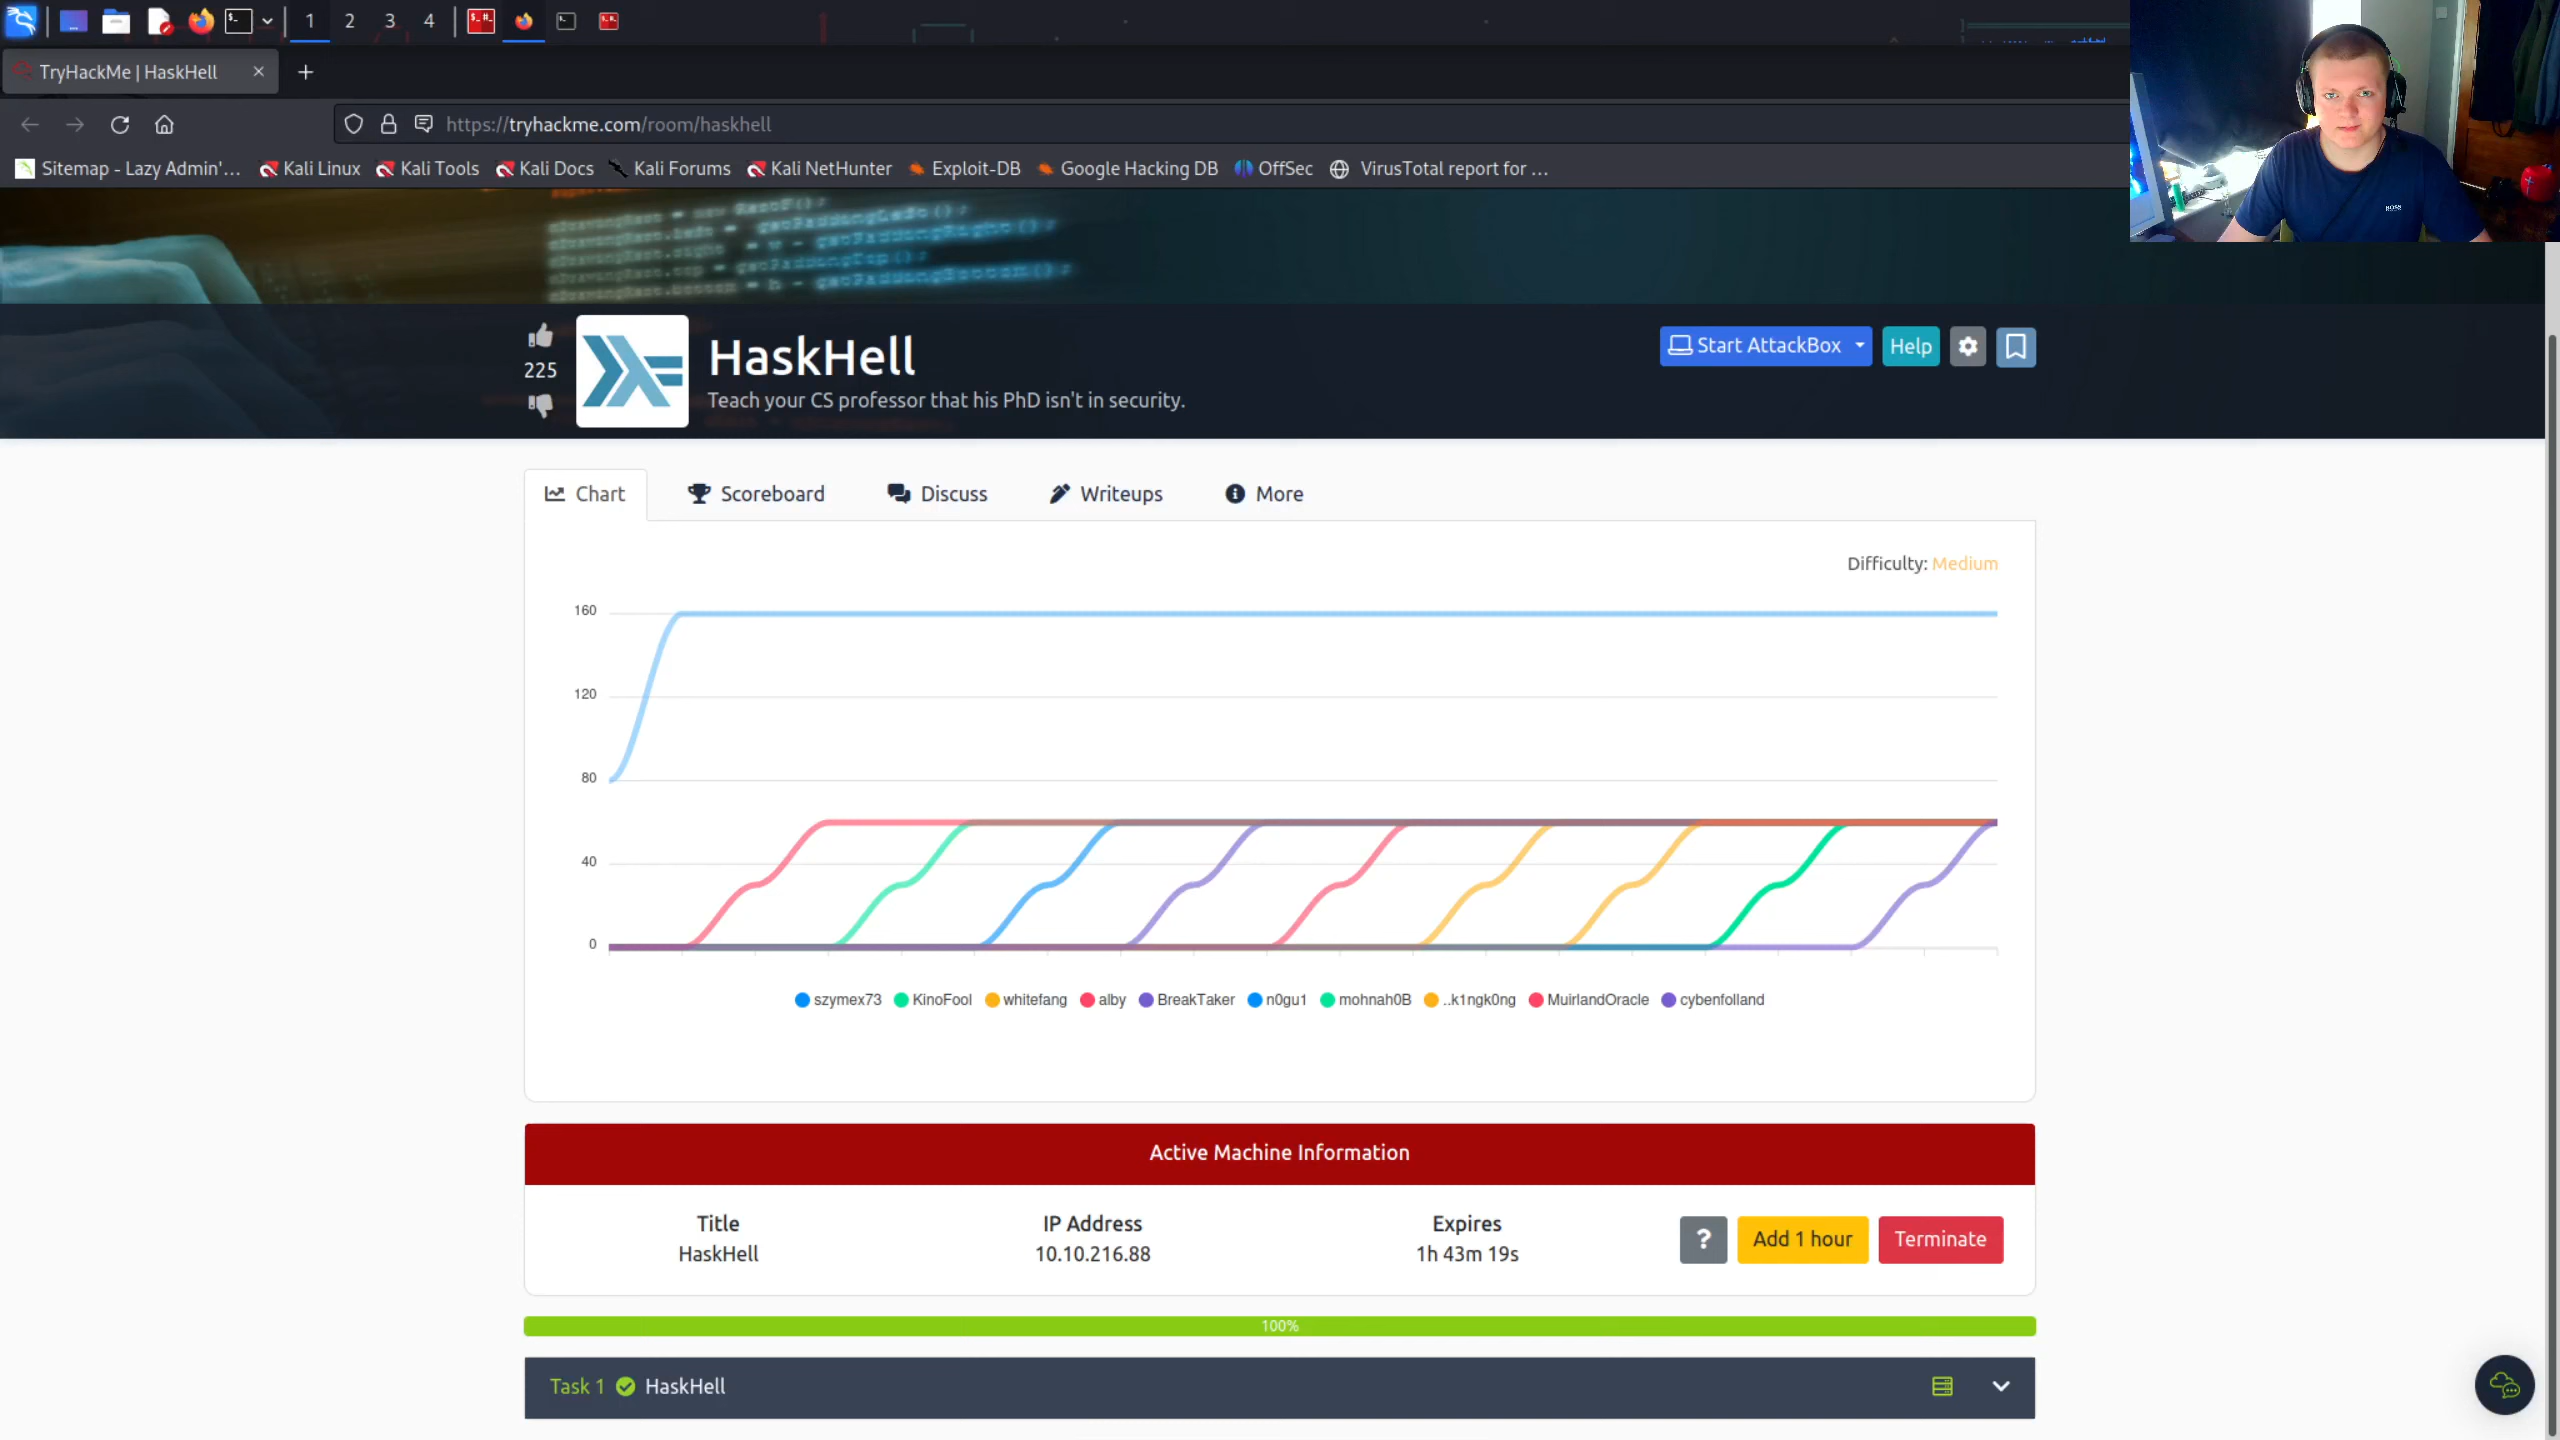 1 2 3 4
TryHackMe | HaskHell
https://tryhackme.com/room/haskhell
Sitemap - Lazy Admin'... Kali Linux Kali Tools Kali Docs Kali Forums Kali NetHunter Exploit-DB Google Hacking DB OffSec VirusTotal report for ...
225
HaskHell
Teach your CS professor that his PhD isn't in security.
Start AttackBox Help
Chart Scoreboard Discuss Writeups More
Difficulty: Medium
160
120
80
40
0
szymex73 KinoFool whitefang alby BreakTaker n0gu1 mohnah0B ..k1ngk0ng MuirlandOracle cybenfolland
Active Machine Information
Title IP Address Expires
HaskHell 10.10.216.88 1h 43m 19s
? Add 1 hour Terminate
100%
Task 1 HaskHell
BOSS